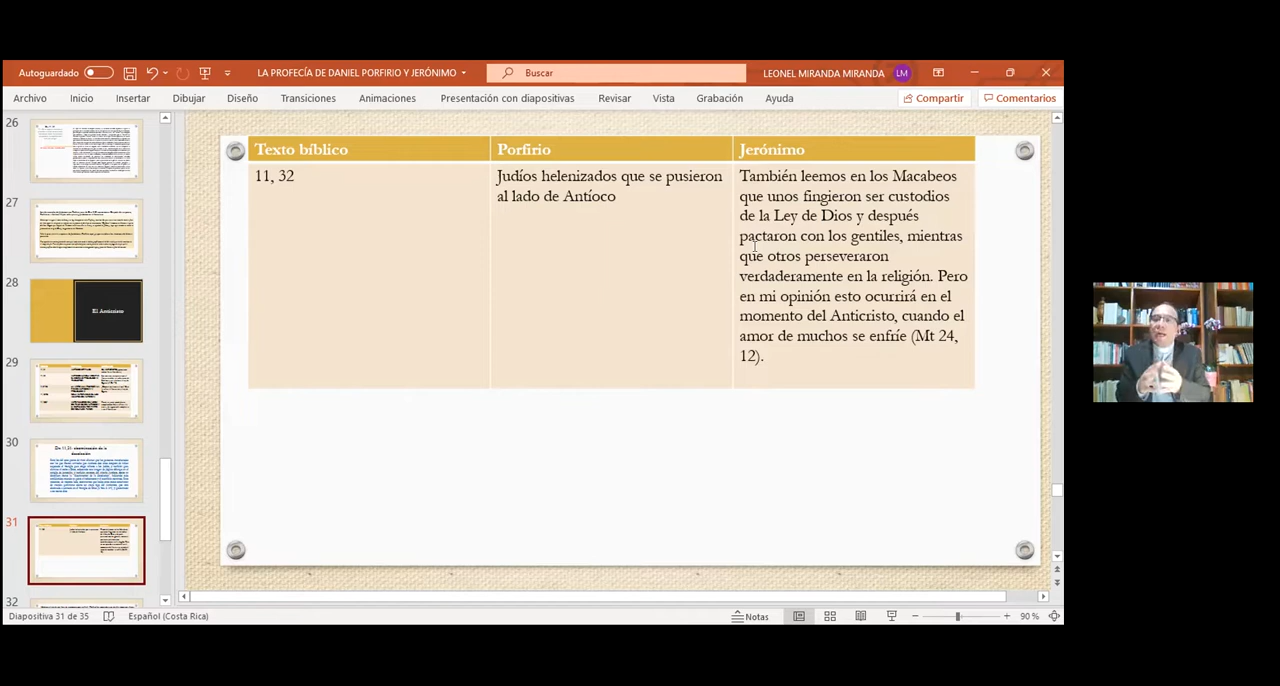 Autoguardado
LA PROFECÍA DE DANIEL PORFIRIO Y JERÓNIMO
Buscar
LEONEL MIRANDA MIRANDA
LM
Archivo
Inicio
Insertar
Dibujar
Diseño
Transiciones
Animaciones
Presentación con diapositivas
Revisar
Vista
Grabación
Ayuda
Compartir
Comentarios
26
27
28
El Anticristo
29
30
31
32
Texto bíblico
Porfirio
Jerónimo
11, 32
Judíos helenizados que se pusieron
al lado de Antíoco
También leemos en los Macabeos
que unos fingieron ser custodios
de la Ley de Dios y después
pactaron con los gentiles, mientras
que otros perseveraron
verdaderamente en la religión. Pero
en mi opinión esto ocurrirá en el
momento del Anticristo, cuando el
amor de muchos se enfríe (Mt 24,
12).
Diapositiva 31 de 35
Español (Costa Rica)
Notas
90 %